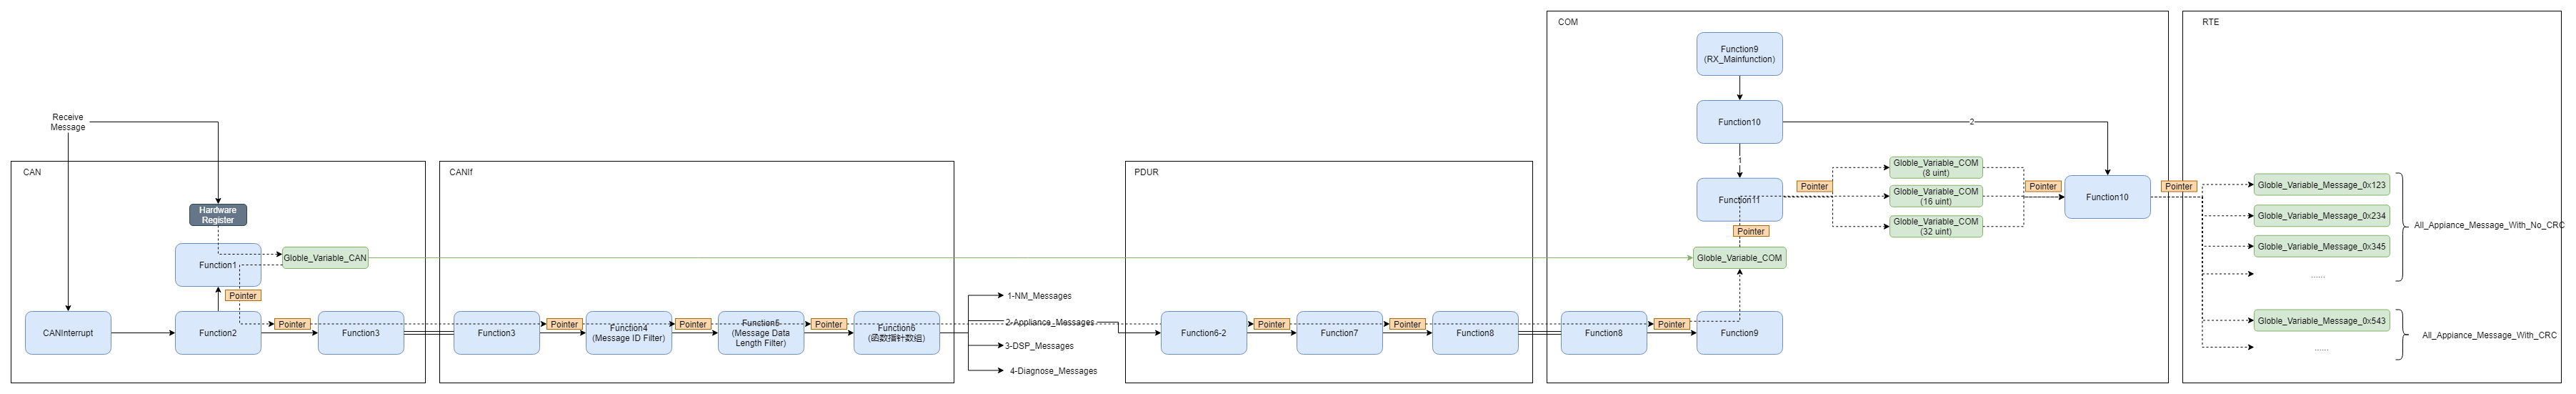 Receive
Message
CAN
Hardware
Register
Function1
Globle_Variable_CAN
Pointer
CANInterrupt
Function2
Pointer
Function3
CANIf
Function3
Pointer
Function4
(Message ID Filter)
Pointer
Function5
(Message Data
Length Filter)
Pointer
Function6
(函数指针数组)
1-NM_Messages
2-Appliance_Messages
3-DSP_Messages
4-Diagnose_Messages
PDUR
Function6-2
Pointer
Function7
Pointer
Function8
COM
Function9
(RX_Mainfunction)
Function10
2
1
Function11
Pointer
Globle_Variable_COM
Pointer
Globle_Variable_COM
(8 uint)
Globle_Variable_COM
(16 uint)
Globle_Variable_COM
(32 uint)
Pointer
Function10
Pointer
Function8
Pointer
Function9
RTE
Globle_Variable_Message_0x123
Globle_Variable_Message_0x234
Globle_Variable_Message_0x345
......
All_Appiance_Message_With_No_CRC
Globle_Variable_Message_0x543
......
All_Appiance_Message_With_CRC